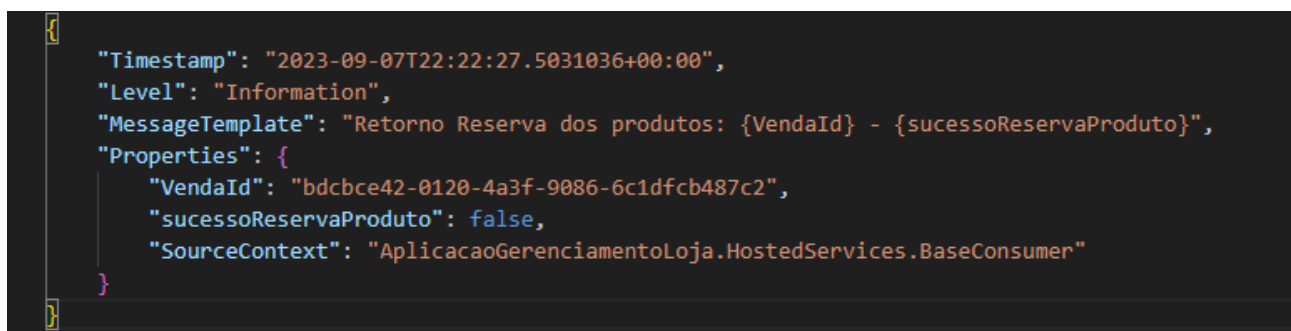 {
"Timestamp": "2023-09-07T22:22:27.5031036+00:00",
"Level": "Information",
"MessageTemplate": "Retorno Reserva dos produtos: {VendaId} - {sucessoReservaProduto}",
"Properties": {
"VendaId": "bdcbce42-0120-4a3f-9086-6c1dfcb487c2",
"sucessoReservaProduto": false,
"SourceContext": "AplicacaoGerenciamentoLoja.HostedServices.BaseConsumer"
}
}